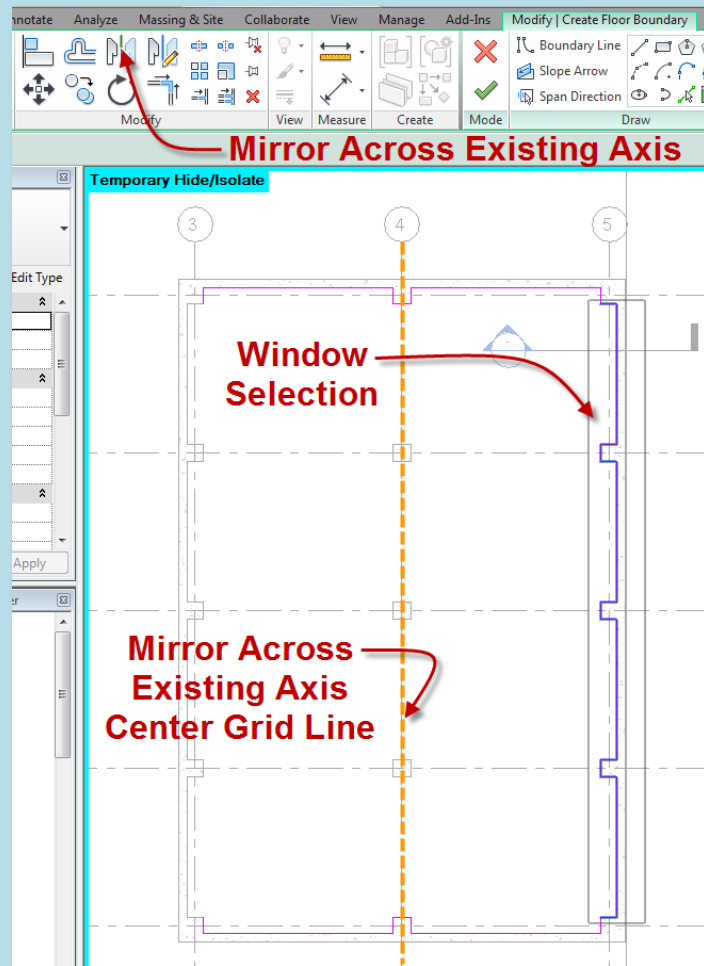 nnotate Analyze Massing & Site Collaborate View Manage Add-Ins Modify | Create Floor Boundary
Boundary Line
Slope Arrow
Span Direction
Modify View Measure Create Mode Draw
Mirror Across Existing Axis
Temporary Hide/Isolate
3 4 5
Edit Type
Window
Selection
Apply
er
Mirror Across
Existing Axis
Center Grid Line